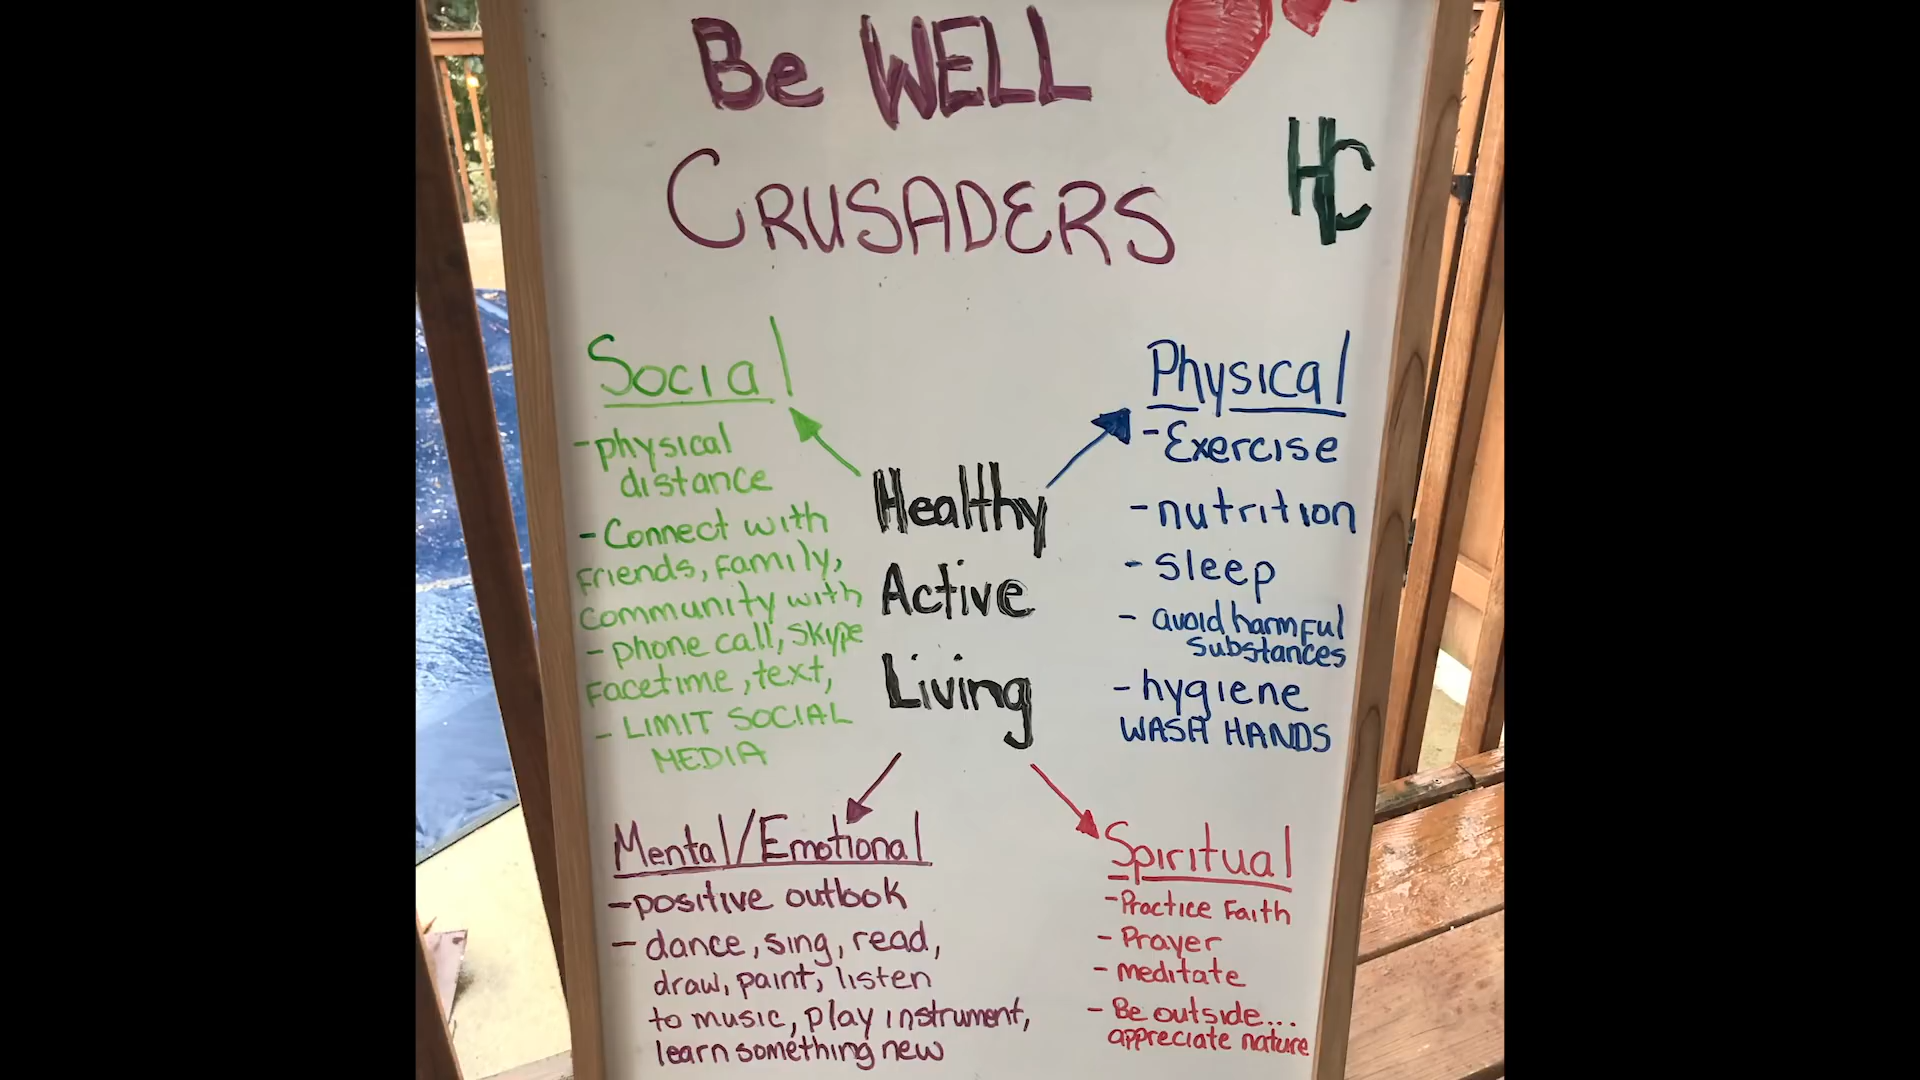 Be WELL
CRUSADERS
HC
Social
-physical
distance
-Connect with
friends, family,
community with
-phone call, skype
facetime, text,
- LIMIT SOCIAL
MEDIA
Healthy
Active
Living
Physical
-Exercise
-nutrition
-sleep
- avoid harmful
substances
-hygiene
WASH HANDS
Mental/Emotional
-positive outlook
- dance, sing, read,
draw, paint, listen
to music, play instrument,
learn something new
Spiritual
-Practice Faith
- Prayer
- meditate
- Be outside...
appreciate nature